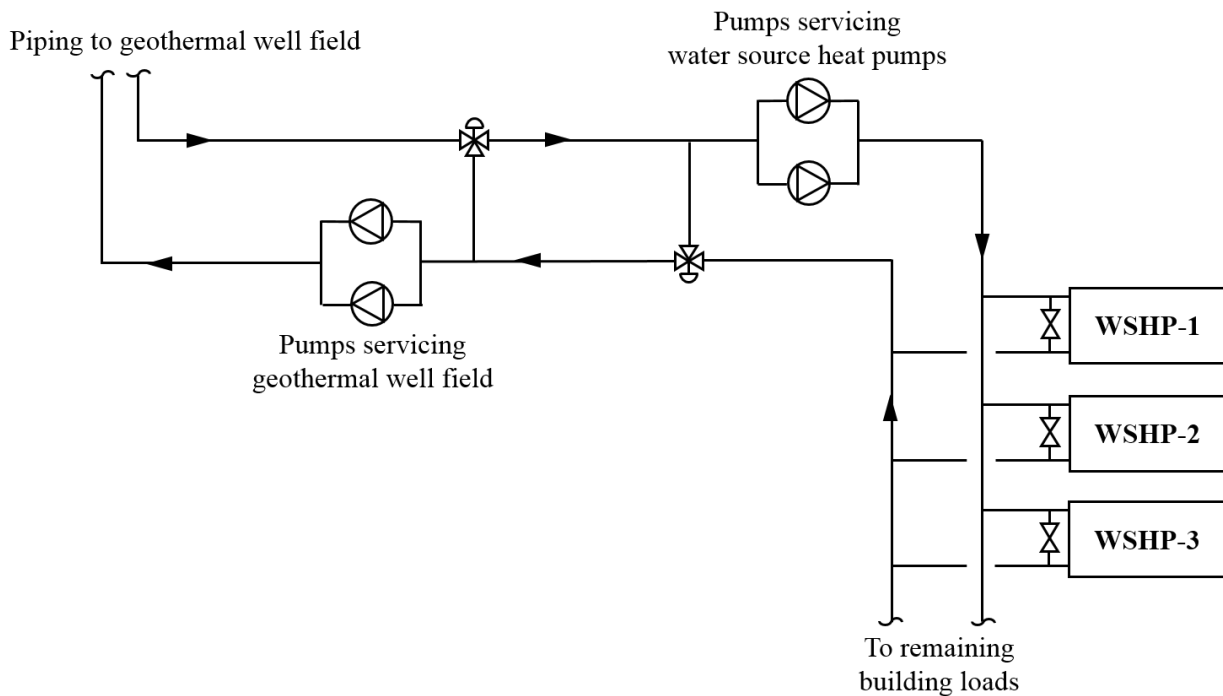 Piping to geothermal well field
Pumps servicing
water source heat pumps
Pumps servicing
geothermal well field
WSHP-1
WSHP-2
WSHP-3
To remaining
building loads